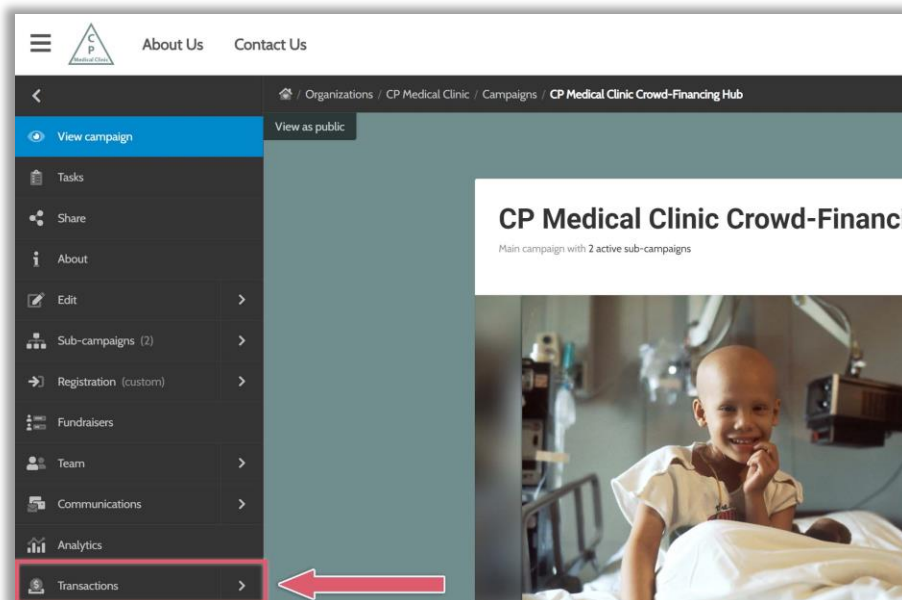 C
P
Medical Clinic
About Us Contact Us
/ Organizations / CP Medical Clinic / Campaigns / CP Medical Clinic Crowd-Financing Hub
View as public
View campaign
Tasks
Share
About
Edit
Sub-campaigns (2)
Registration (custom)
Fundraisers
Team
Communications
Analytics
Transactions
CP Medical Clinic Crowd-Financi
Main campaign with 2 active sub-campaigns